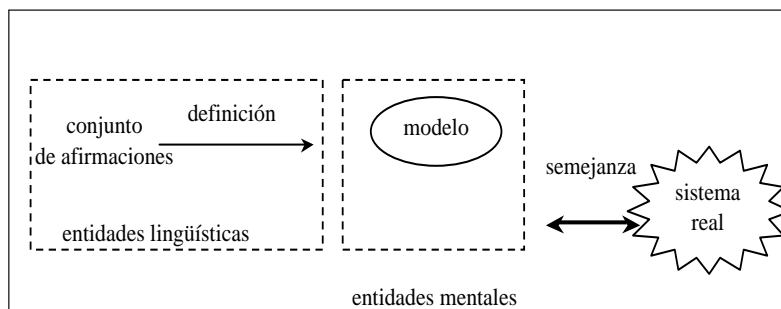 definición
conjunto
de afirmaciones
entidades lingüísticas
modelo
entidades mentales
semejanza
sistema
real